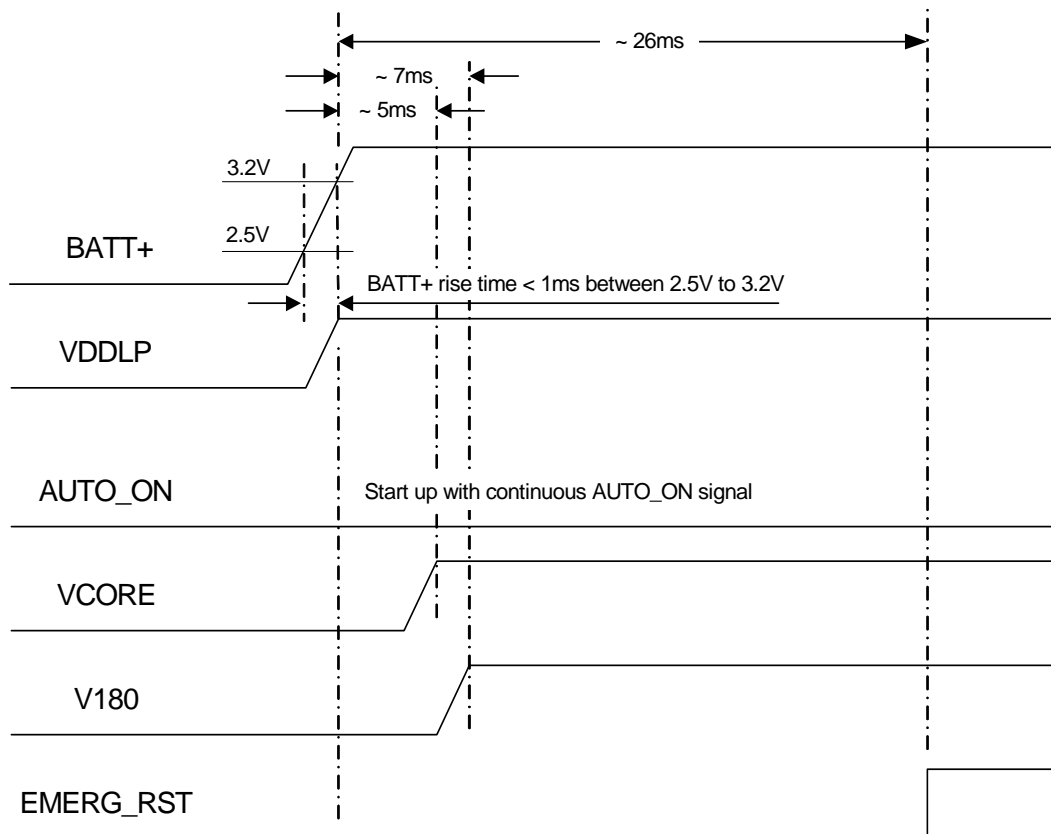 ~ 26ms
~ 7ms
~ 5ms
3.2V
2.5V
BATT+
BATT+ rise time < 1ms between 2.5V to 3.2V
VDDLP
AUTO_ON
Start up with continuous AUTO_ON signal
VCORE
V180
EMERG_RST